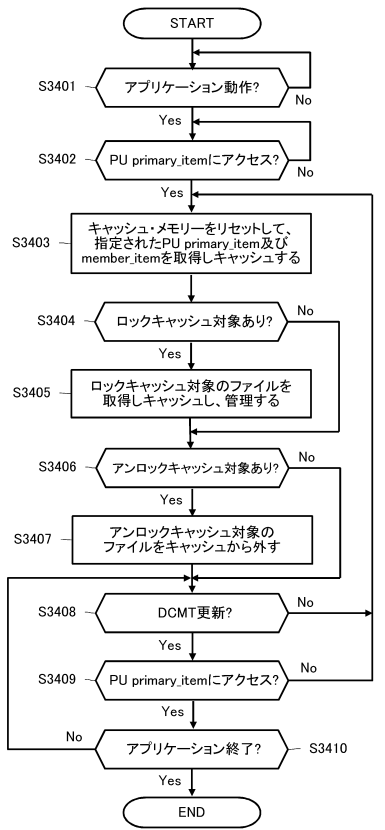 START
S3401
アプリケーション動作?
No
Yes
S3402
PU primary_itemにアクセス?
No
Yes
S3403
キャッシュ・メモリーをリセットして、
指定されたPU primary_item及び
member_itemを取得しキャッシュする
S3404
ロックキャッシュ対象あり?
No
Yes
S3405
ロックキャッシュ対象のファイルを
取得しキャッシュし、管理する
S3406
アンロックキャッシュ対象あり?
No
Yes
S3407
アンロックキャッシュ対象の
ファイルをキャッシュから外す
S3408
DCMT更新?
No
Yes
S3409
PU primary_itemにアクセス?
No
Yes
No
アプリケーション終了?
S3410
Yes
END